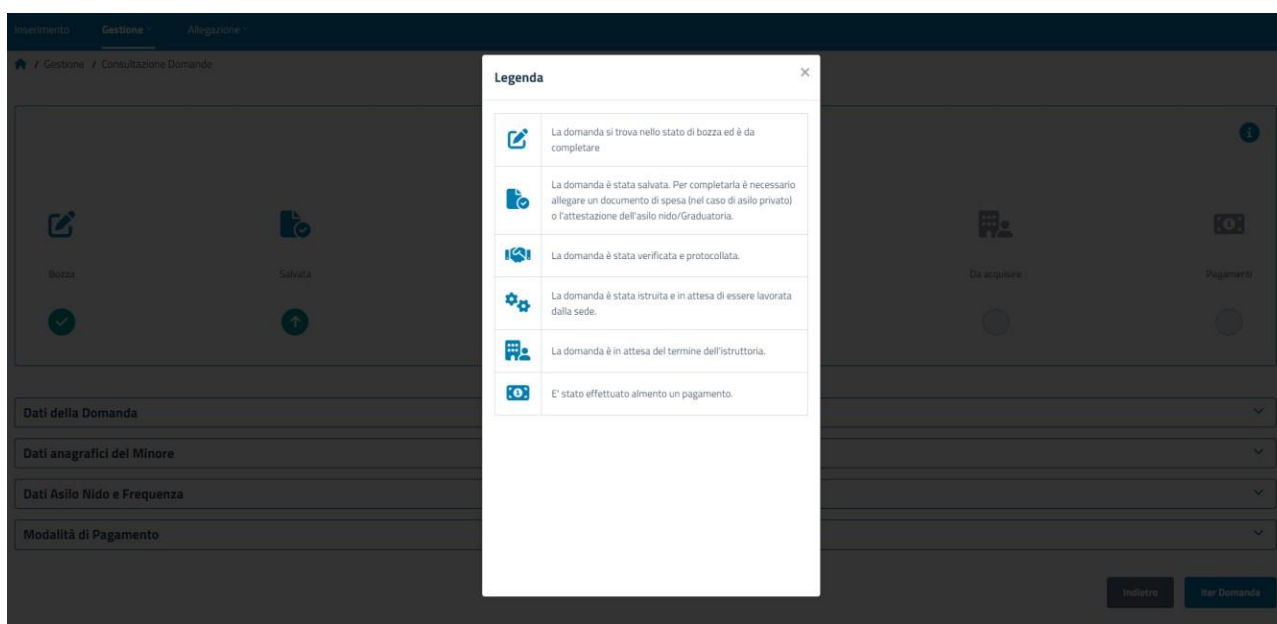 Inserimento Gestione Allegazione
/ Gestione / Consultazione Domande
Legenda
La domanda si trova nello stato di bozza ed è da
completare
La domanda è stata salvata. Per completarla è necessario
allegare un documento di spesa (nel caso di asilo privato)
o l'attestazione dell'asilo nido/Graduatoria.
La domanda è stata verificata e protocollata.
La domanda è stata istruita e in attesa di essere lavorata
dalla sede.
La domanda è in attesa del termine dell'istruttoria.
E' stato effettuato almento un pagamento.
Bozza Salvata Da acquisire Pagamenti
Dati della Domanda
Dati anagrafici del Minore
Dati Asilo Nido e Frequenza
Modalità di Pagamento
Indietro Iter Domanda